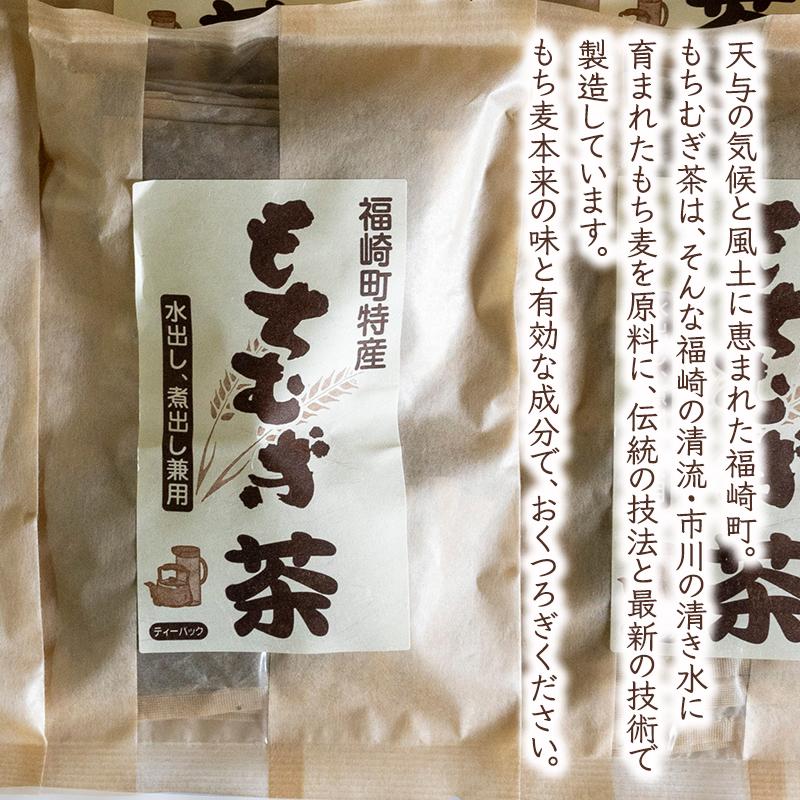 天与の気候と風土に恵まれた福崎町。
もちむぎ茶は、そんな福崎の清流・市川の清き水に
育まれたもち麦を原料に、伝統の技法と最新の技術で
製造しています。
もち麦本来の味と有効な成分で、おくつろぎください。
福崎町特産
もちむぎ茶
水出し、煮出し兼用
ティーパック